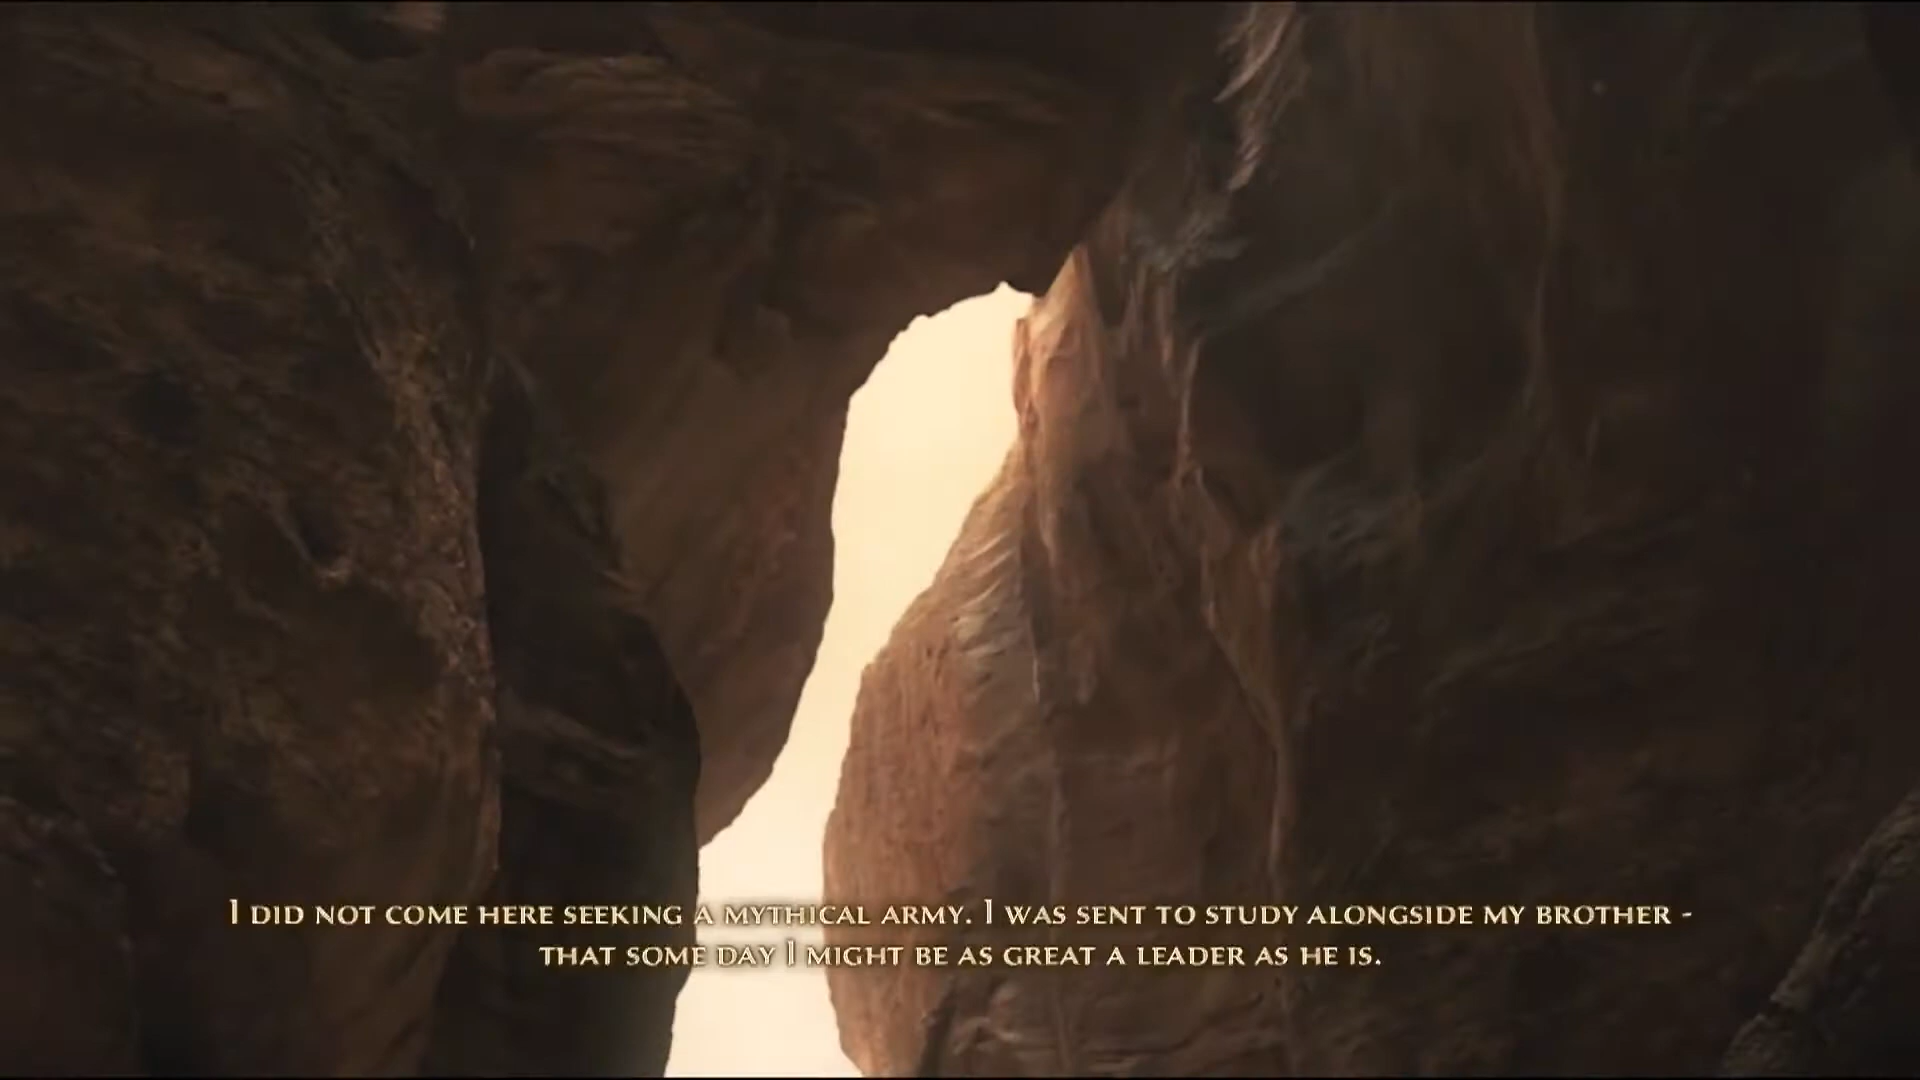 I DID NOT COME HERE SEEKING A MYTHICAL ARMY. I WAS SENT TO STUDY ALONGSIDE MY BROTHER -
THAT SOME DAY I MIGHT BE AS GREAT A LEADER AS HE IS.